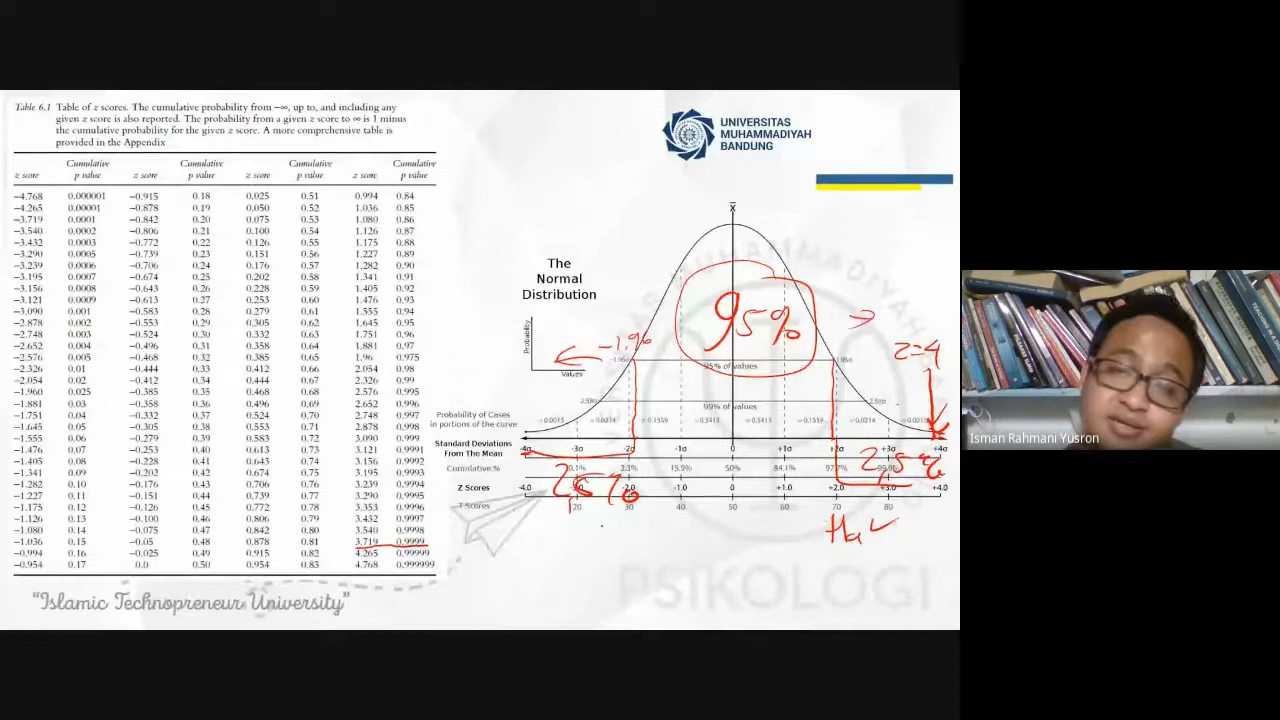 Table 6.1 Table of z scores. The cumulative probability from −∞, up to, and including any
given z score is also reported. The probability from a given z score to ∞ is 1 minus
the cumulative probability for the given z score. A more comprehensive table is
provided in the Appendix
Cumulative Cumulative Cumulative Cumulative
z score p value z score p value z score p value z score p value
−4.768 0.000001 −0.915 0.18 0.025 0.51 0.994 0.84
−4.265 0.00001 −0.878 0.19 0.050 0.52 1.036 0.85
−3.719 0.0001 −0.842 0.20 0.075 0.53 1.080 0.86
−3.540 0.0002 −0.806 0.21 0.100 0.54 1.126 0.87
−3.432 0.0003 −0.772 0.22 0.126 0.55 1.175 0.88
−3.290 0.0005 −0.739 0.23 0.151 0.56 1.227 0.89
−3.239 0.0006 −0.706 0.24 0.176 0.57 1.282 0.90
−3.195 0.0007 −0.674 0.25 0.202 0.58 1.341 0.91
−3.156 0.0008 −0.643 0.26 0.228 0.59 1.405 0.92
−3.121 0.0009 −0.613 0.27 0.253 0.60 1.476 0.93
−3.090 0.001 −0.583 0.28 0.279 0.61 1.555 0.94
−2.878 0.002 −0.553 0.29 0.305 0.62 1.645 0.95
−2.748 0.003 −0.524 0.30 0.332 0.63 1.751 0.96
−2.652 0.004 −0.496 0.31 0.358 0.64 1.881 0.97
−2.576 0.005 −0.468 0.32 0.385 0.65 1.96 0.975
−2.326 0.01 −0.444 0.33 0.412 0.66 2.054 0.98
−2.054 0.02 −0.412 0.34 0.439 0.67 2.326 0.99
−1.960 0.025 −0.385 0.35 0.468 0.68 2.576 0.995
−1.881 0.03 −0.358 0.36 0.496 0.69 2.652 0.996
−1.751 0.04 −0.332 0.37 0.524 0.70 2.748 0.997
−1.645 0.05 −0.305 0.38 0.553 0.71 2.878 0.998
−1.555 0.06 −0.279 0.39 0.583 0.72 3.090 0.999
−1.476 0.07 −0.253 0.40 0.613 0.73 3.121 0.9991
−1.405 0.08 −0.228 0.41 0.643 0.74 3.156 0.9992
−1.341 0.09 −0.202 0.42 0.674 0.75 3.195 0.9993
−1.282 0.10 −0.176 0.43 0.706 0.76 3.239 0.9994
−1.227 0.11 −0.151 0.44 0.739 0.77 3.290 0.9995
−1.175 0.12 −0.126 0.45 0.772 0.78 3.353 0.9996
−1.126 0.13 −0.100 0.46 0.806 0.79 3.432 0.9997
−1.080 0.14 −0.075 0.47 0.842 0.80 3.540 0.9998
−1.036 0.15 −0.05 0.48 0.878 0.81 3.719 0.9999
−0.994 0.16 −0.025 0.49 0.915 0.82 4.265 0.99999
−0.954 0.17 0.0 0.50 0.954 0.83 4.768 0.999999
"Islamic Technopreneur University"
UNIVERSITAS
MUHAMMADIYAH
BANDUNG
X̄
The
Normal
Distribution
Probability
Values
95%
z=4
-1.96σ 1.96σ
95% of values
2.58σ 2.58σ
99% of values
Probability of Cases
in portions of the curve
≈0.0013 ≈0.0214 ≈0.1359 ≈0.3413 ≈0.3413 ≈0.1359 ≈0.0214
Standard Deviations
From The Mean
-4σ -2σ -1σ 0 +1σ +2σ +3σ +4σ
Cumulative % 0.1% 2.3% 15.9% 50% 84.1% 97.7% 99.9%
Z Scores -4.0 -2.0 -1.0 0 +1.0 +2.0 +3.0 +4.0
T Scores 20 30 40 50 60 70 80
2,5%
2,5%
Ha
PSIKOLOGI
Isman Rahmani Yusron